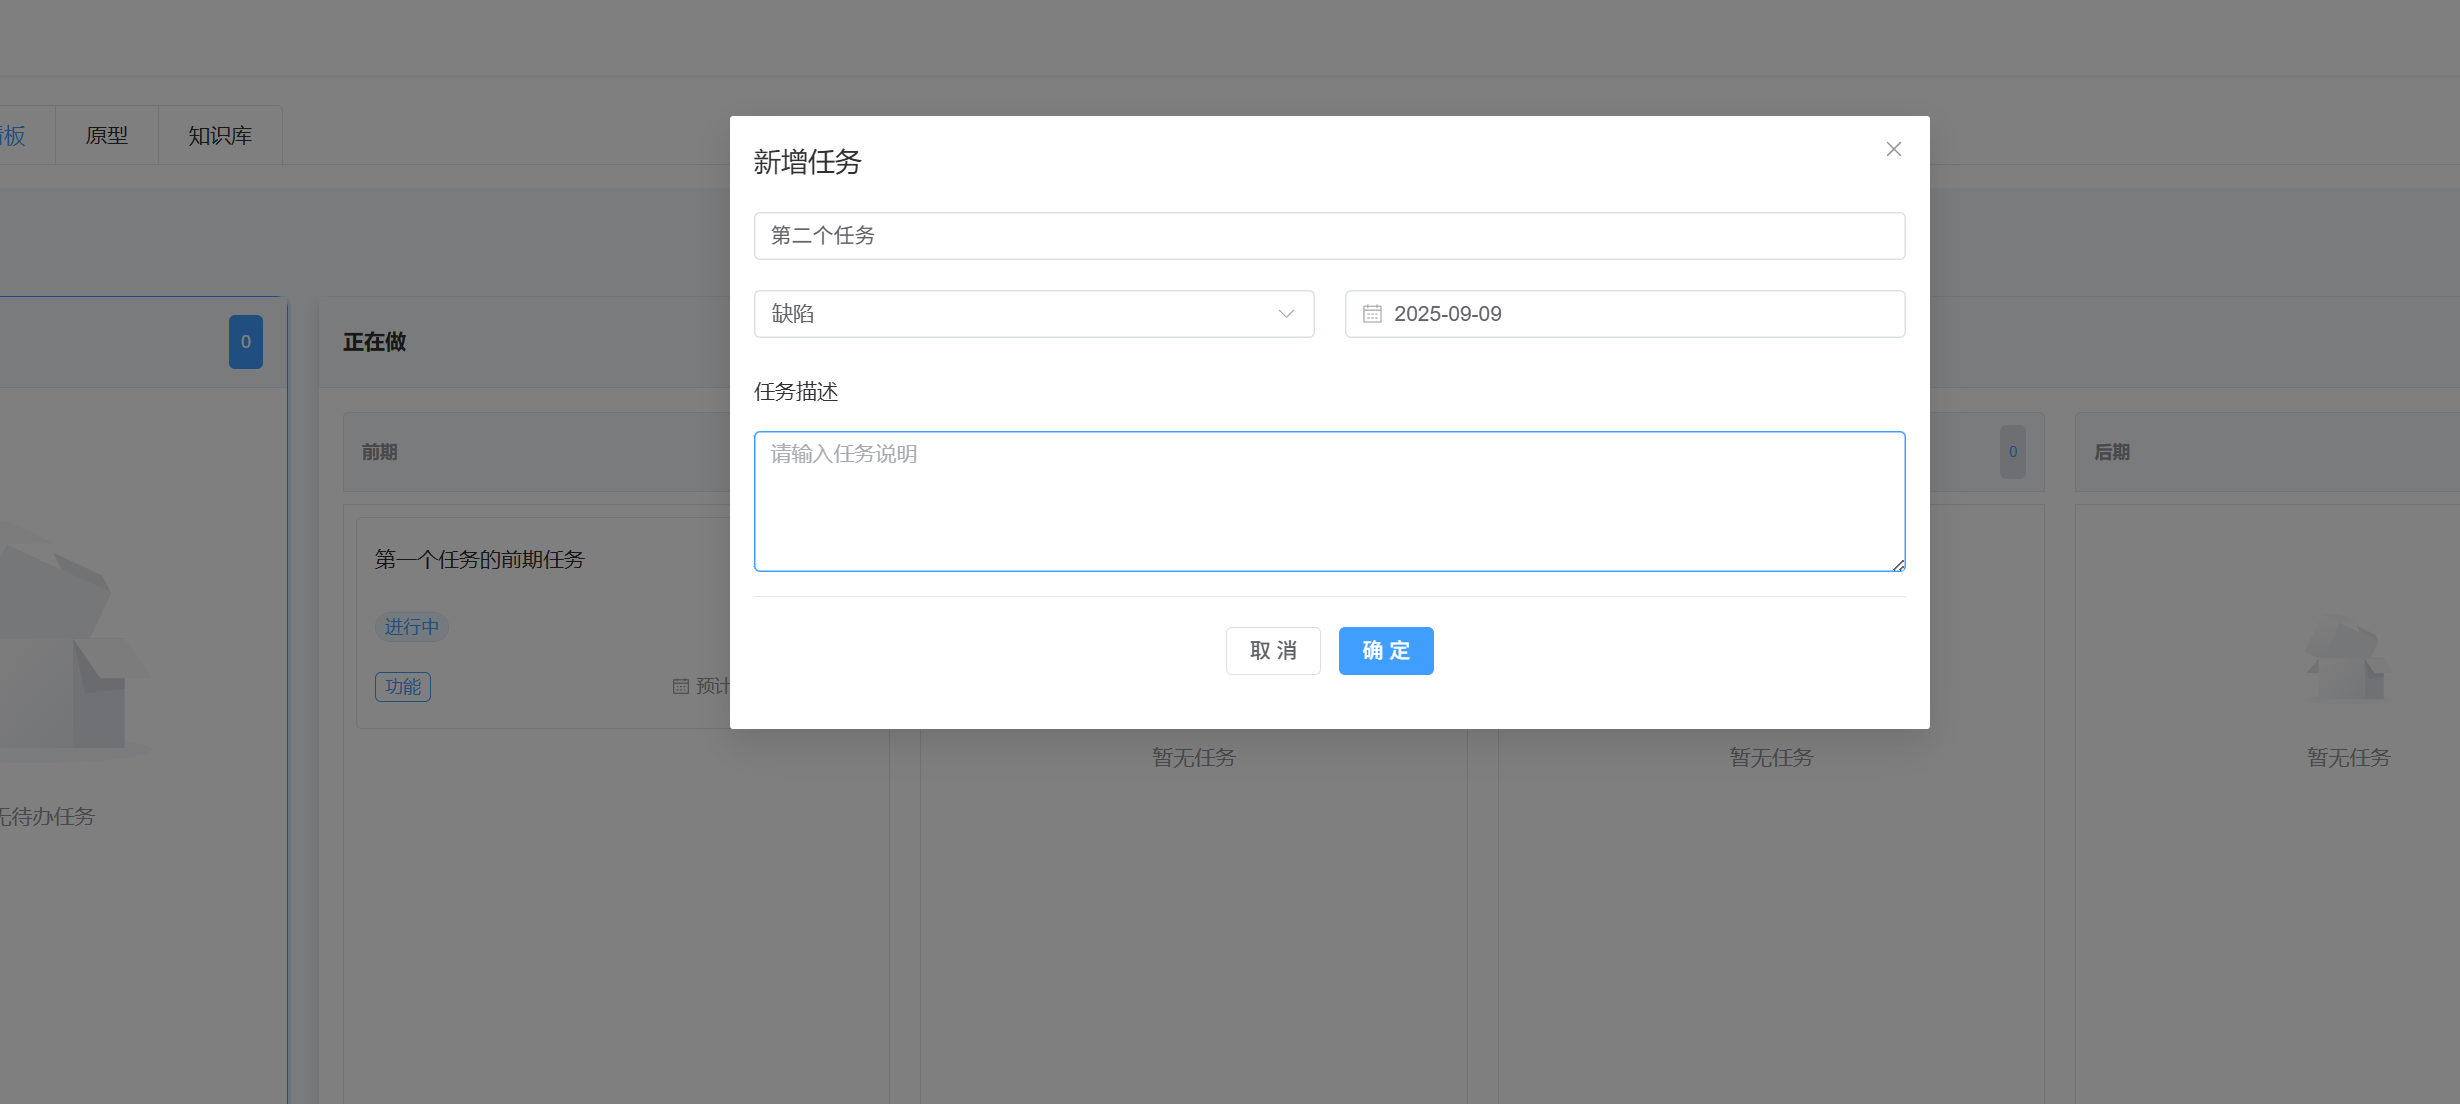 板
原型
知识库
新增任务
第二个任务
缺陷
2025-09-09
任务描述
请输入任务说明
取 消
确 定
0
正在做
前期
0
后期
第一个任务的前期任务
进行中
功能
预计
暂无任务
暂无任务
暂无任务
无待办任务